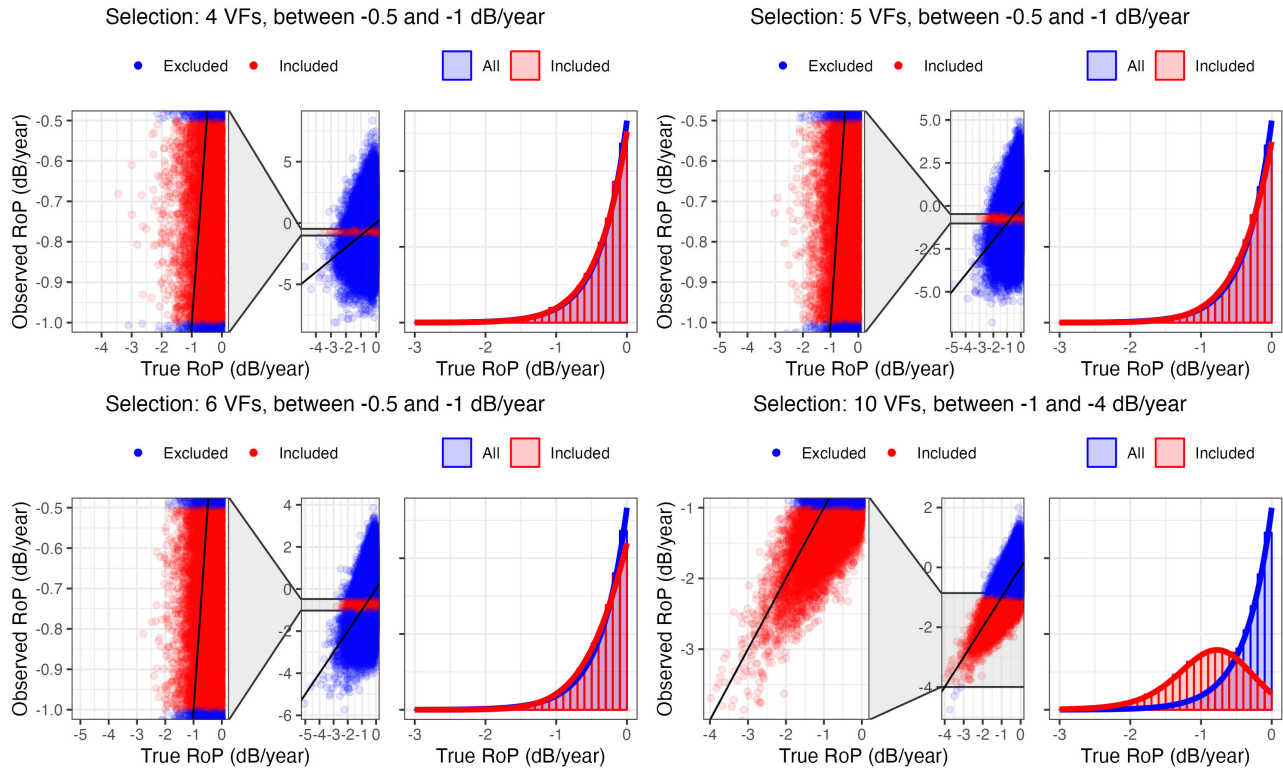 Selection: 4 VFs, between -0.5 and -1 dB/year
Excluded Included All Included
Observed RoP (dB/year)
-0.5
-0.6
-0.7
-0.8
-0.9
-1.0
-4 -3 -2 -1 0
True RoP (dB/year)
5
0
-5
-4 -3 -2 -1 0
-3 -2 -1 0
True RoP (dB/year)
Selection: 5 VFs, between -0.5 and -1 dB/year
Excluded Included All Included
Observed RoP (dB/year)
-0.5
-0.6
-0.7
-0.8
-0.9
-1.0
-5 -4 -3 -2 -1 0
True RoP (dB/year)
5.0
2.5
0.0
-2.5
-5.0
-5 -4 -3 -2 -1 0
-3 -2 -1 0
True RoP (dB/year)
Selection: 6 VFs, between -0.5 and -1 dB/year
Excluded Included All Included
Observed RoP (dB/year)
-0.5
-0.6
-0.7
-0.8
-0.9
-1.0
-5 -4 -3 -2 -1 0
True RoP (dB/year)
4
2
0
-2
-4
-6
-5 -4 -3 -2 -1 0
-3 -2 -1 0
True RoP (dB/year)
Selection: 10 VFs, between -1 and -4 dB/year
Excluded Included All Included
Observed RoP (dB/year)
-1
-2
-3
-4 -3 -2 -1 0
True RoP (dB/year)
2
0
-2
-4
-4 -3 -2 -1 0
-3 -2 -1 0
True RoP (dB/year)